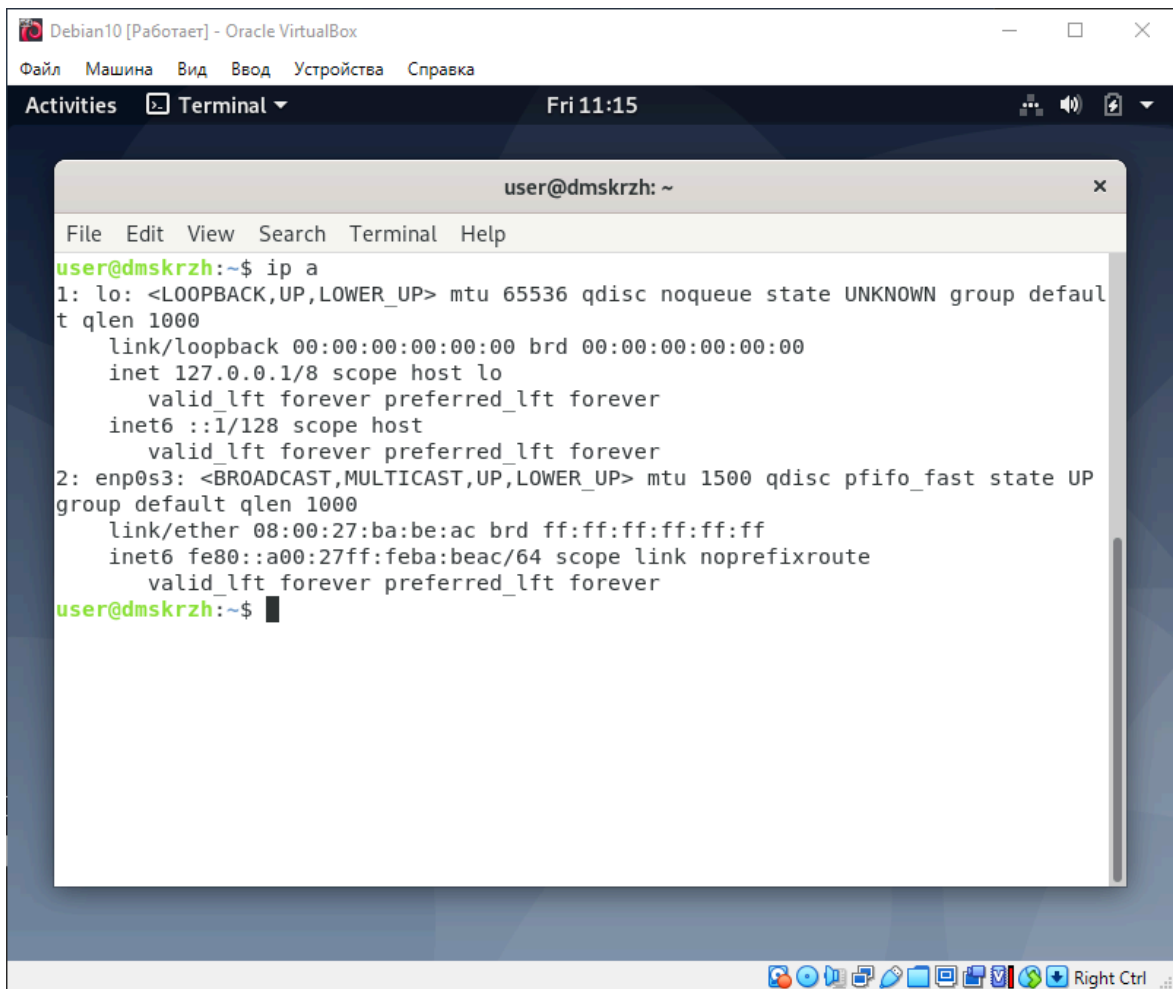 Debian10 [Работает] - Oracle VirtualBox
Файл Машина Вид Ввод Устройства Справка
Activities Terminal Fri 11:15
user@dmskrzh: ~
File Edit View Search Terminal Help
user@dmskrzh:~$ ip a
1: lo: <LOOPBACK,UP,LOWER_UP> mtu 65536 qdisc noqueue state UNKNOWN group defaul
t qlen 1000
    link/loopback 00:00:00:00:00:00 brd 00:00:00:00:00:00
    inet 127.0.0.1/8 scope host lo
       valid_lft forever preferred_lft forever
    inet6 ::1/128 scope host
       valid_lft forever preferred_lft forever
2: enp0s3: <BROADCAST,MULTICAST,UP,LOWER_UP> mtu 1500 qdisc pfifo_fast state UP
group default qlen 1000
    link/ether 08:00:27:ba:be:ac brd ff:ff:ff:ff:ff:ff
    inet6 fe80::a00:27ff:feba:beac/64 scope link noprefixroute
       valid_lft forever preferred_lft forever
user@dmskrzh:~$
Right Ctrl